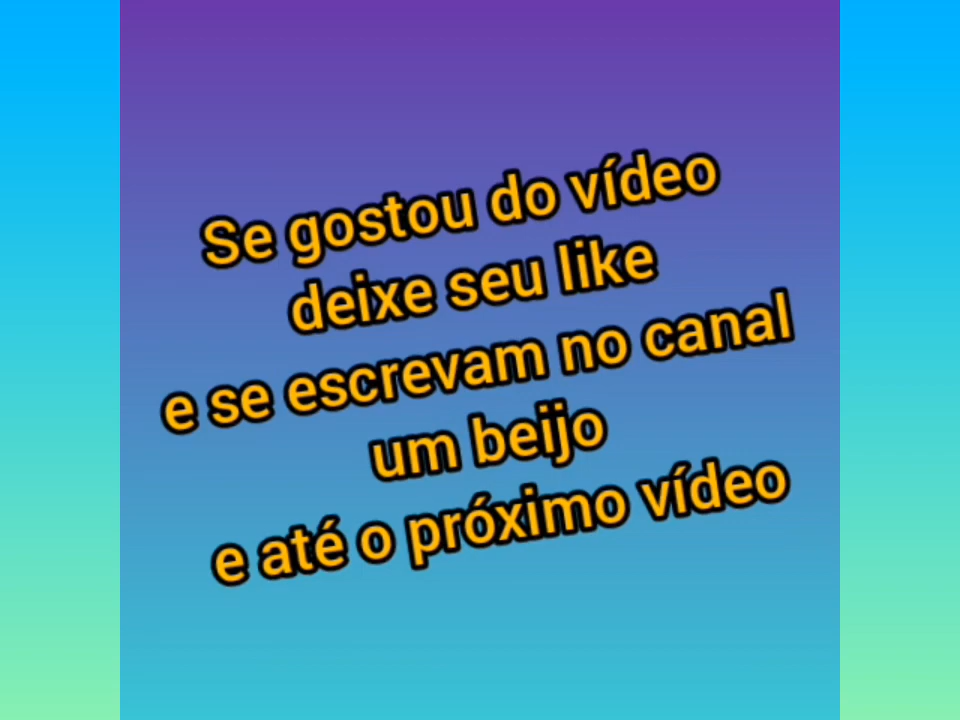 Se gostou do vídeo
deixe seu like
e se escrevam no canal
um beijo
e até o próximo vídeo